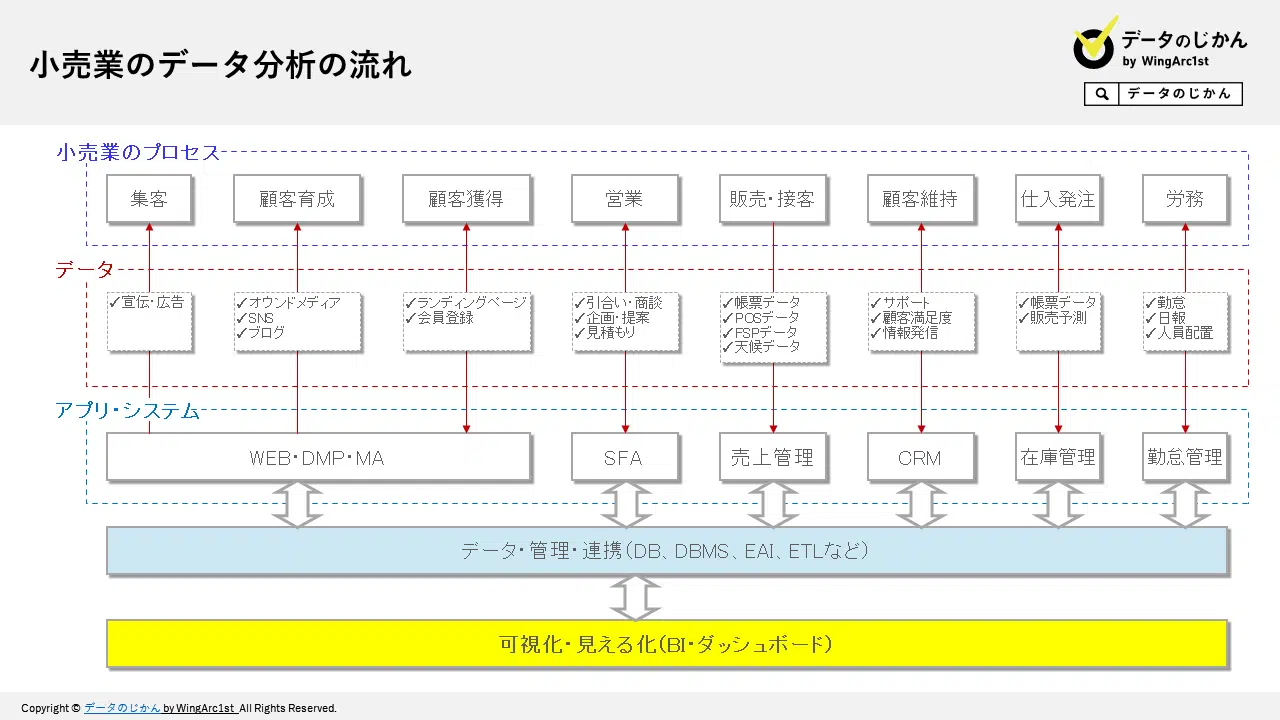 小売業のデータ分析の流れ
データのじかん
by WingArc1st
データのじかん
小売業のプロセス
集客
顧客育成
顧客獲得
営業
販売・接客
顧客維持
仕入発注
労務
データ
✓宣伝・広告
✓オウンドメディア
✓SNS
✓ブログ
✓ランディングページ
✓会員登録
✓引合い・商談
✓企画・提案
✓見積もり
✓帳票データ
✓POSデータ
✓FSPデータ
✓天候データ
✓サポート
✓顧客満足度
✓情報発信
✓帳票データ
✓販売予測
✓勤怠
✓日報
✓人員配置
アプリ・システム
WEB・DMP・MA
SFA
売上管理
CRM
在庫管理
勤怠管理
データ・管理・連携（DB、DBMS、EAI、ETLなど）
可視化・見える化（BI・ダッシュボード）
Copyright © データのじかん by WingArc1st All Rights Reserved.